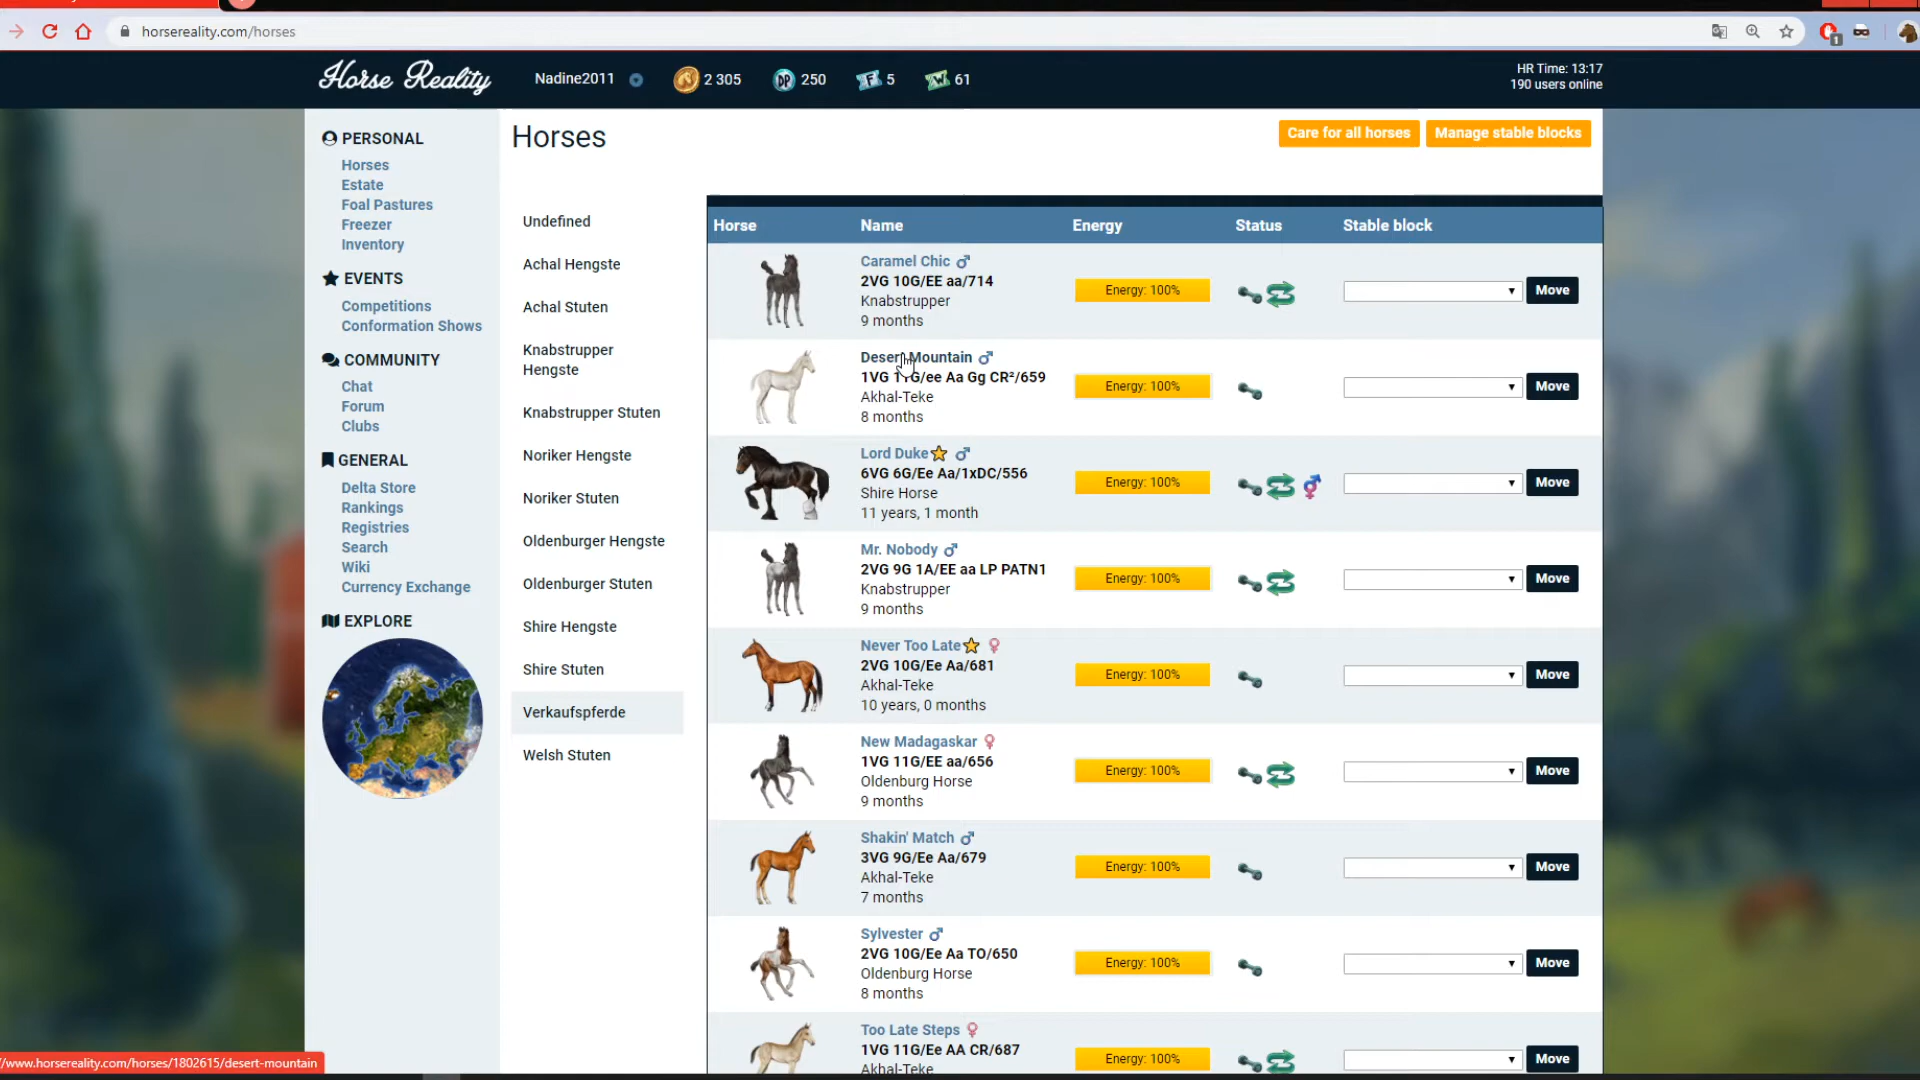 horsereality.com/horses
1
Horse Reality
Nadine2011
2 305
DP
250
F
5
W
61
HR Time: 13:17
190 users online
PERSONAL
Horses
Estate
Foal Pastures
Freezer
Inventory
EVENTS
Competitions
Conformation Shows
COMMUNITY
Chat
Forum
Clubs
GENERAL
Delta Store
Rankings
Registries
Search
Wiki
Currency Exchange
EXPLORE
Horses
Care for all horses
Manage stable blocks
Undefined
Achal Hengste
Achal Stuten
Knabstrupper
Hengste
Knabstrupper Stuten
Noriker Hengste
Noriker Stuten
Oldenburger Hengste
Oldenburger Stuten
Shire Hengste
Shire Stuten
Verkaufspferde
Welsh Stuten
Horse Name Energy Status Stable block
Caramel Chic
2VG 10G/EE aa/714
Knabstrupper
9 months
Energy: 100%
Move
Desert Mountain
1VG 11G/ee Aa Gg CR²/659
Akhal-Teke
8 months
Energy: 100%
Move
Lord Duke
6VG 6G/Ee Aa/1xDC/556
Shire Horse
11 years, 1 month
Energy: 100%
Move
Mr. Nobody
2VG 9G 1A/EE aa LP PATN1
Knabstrupper
9 months
Energy: 100%
Move
Never Too Late
2VG 10G/Ee Aa/681
Akhal-Teke
10 years, 0 months
Energy: 100%
Move
New Madagaskar
1VG 11G/EE aa/656
Oldenburg Horse
9 months
Energy: 100%
Move
Shakin' Match
3VG 9G/Ee Aa/679
Akhal-Teke
7 months
Energy: 100%
Move
Sylvester
2VG 10G/Ee Aa TO/650
Oldenburg Horse
8 months
Energy: 100%
Move
Too Late Steps
1VG 11G/Ee AA CR/687
Akhal-Teke
Energy: 100%
Move
/www.horsereality.com/horses/1802615/desert-mountain